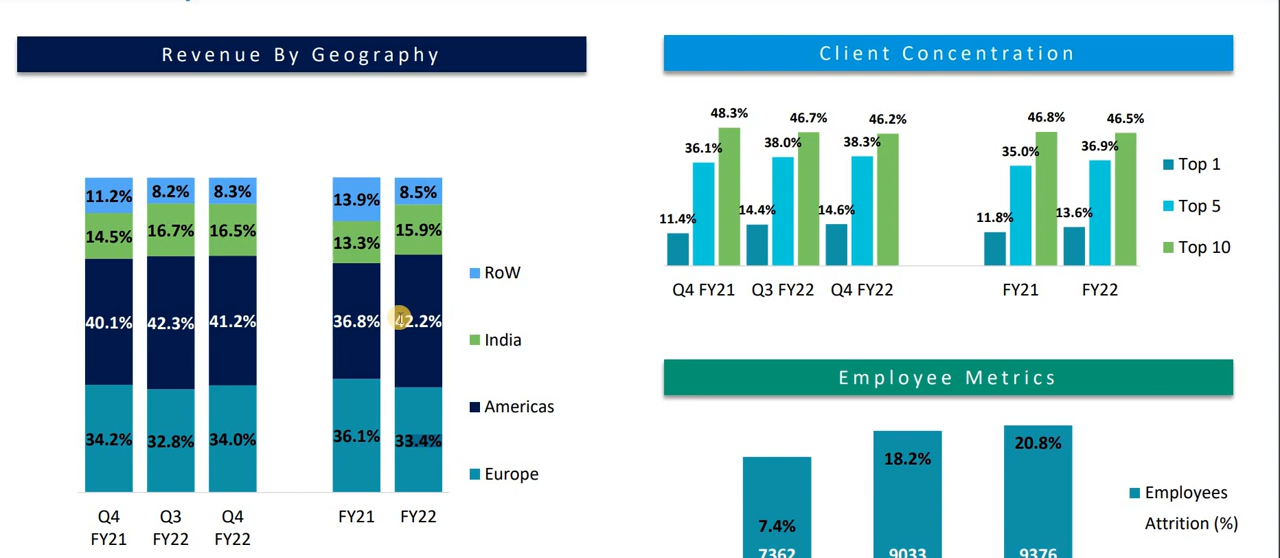 Revenue By Geography
11.2% 8.2% 8.3% 13.9% 8.5%
14.5% 16.7% 16.5% 13.3% 15.9%
40.1% 42.3% 41.2% 36.8% 42.2%
34.2% 32.8% 34.0% 36.1% 33.4%
RoW
India
Americas
Europe
Q4 FY21
Q3 FY22
Q4 FY22
FY21
FY22
Client Concentration
48.3% 46.7% 46.2% 46.8% 46.5%
36.1% 38.0% 38.3% 35.0% 36.9%
11.4% 14.4% 14.6% 11.8% 13.6%
Q4 FY21 Q3 FY22 Q4 FY22 FY21 FY22
Top 1
Top 5
Top 10
Employee Metrics
7.4% 18.2% 20.8%
7362 9033 9376
Employees
Attrition (%)